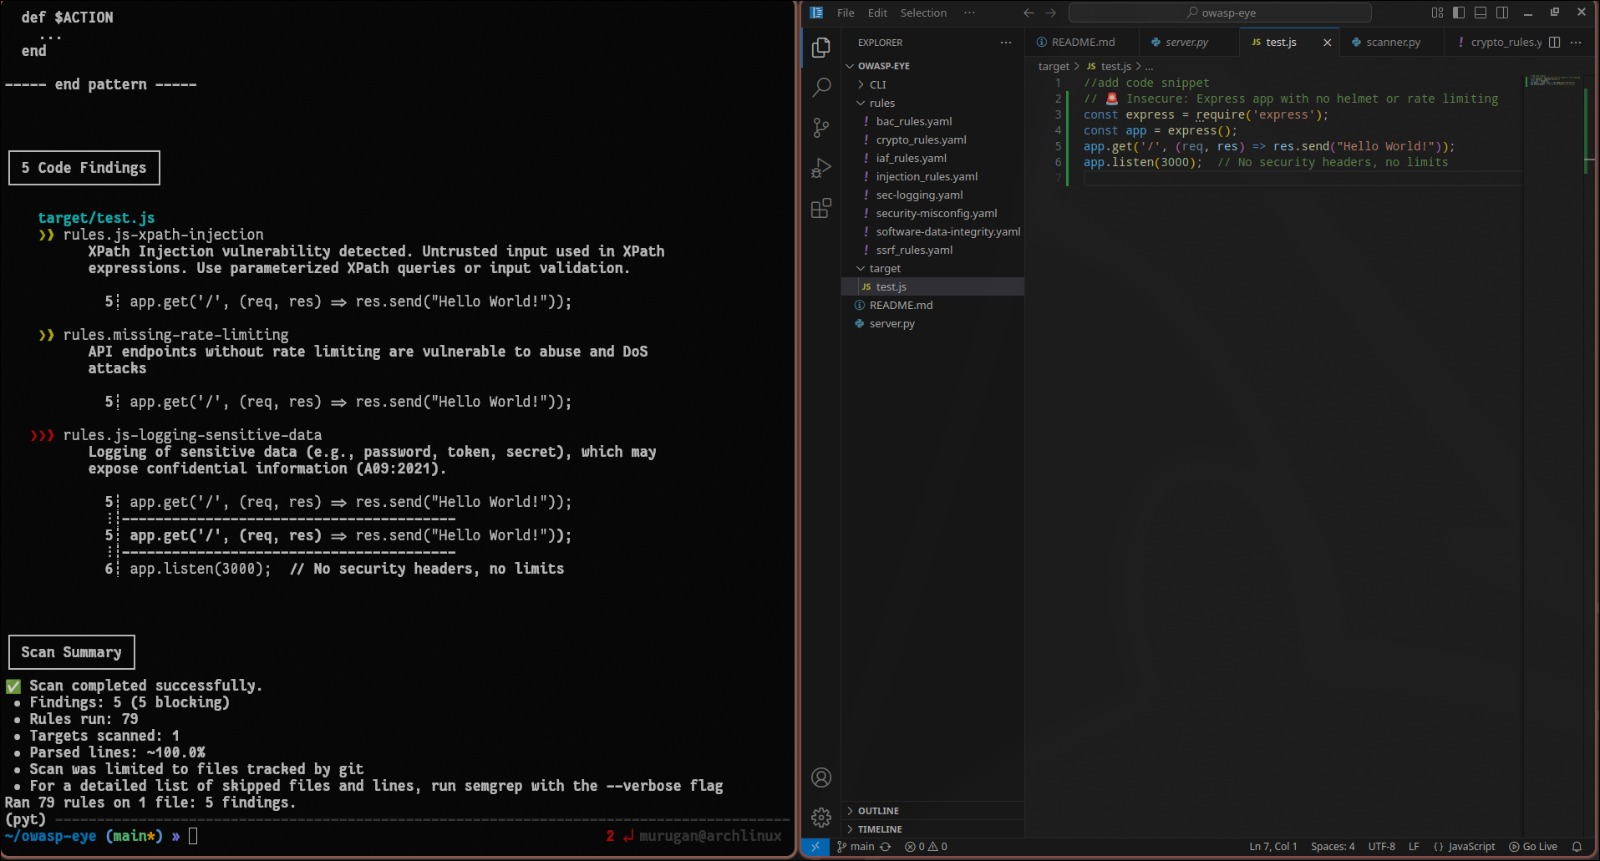 def $ACTION
...
end
----- end pattern -----
5 Code Findings
target/test.js
❯❯❱ rules.js-xpath-injection
XPath Injection vulnerability detected. Untrusted input used in XPath
expressions. Use parameterized XPath queries or input validation.
5┆ app.get('/', (req, res) => res.send("Hello World!"));
❯❱ rules.missing-rate-limiting
API endpoints without rate limiting are vulnerable to abuse and DoS
attacks
5┆ app.get('/', (req, res) => res.send("Hello World!"));
❯❯❱ rules.js-logging-sensitive-data
Logging of sensitive data (e.g., password, token, secret), which may
expose confidential information (A09:2021).
5┆ app.get('/', (req, res) => res.send("Hello World!"));
⋮┆----------------------------------------
5┆ app.get('/', (req, res) => res.send("Hello World!"));
⋮┆----------------------------------------
6┆ app.listen(3000);  // No security headers, no limits
Scan Summary
✅ Scan completed successfully.
• Findings: 5 (5 blocking)
• Rules run: 79
• Targets scanned: 1
• Parsed lines: ~100.0%
• Scan was limited to files tracked by git
• For a detailed list of skipped files and lines, run semgrep with the --verbose flag
Ran 79 rules on 1 file: 5 findings.
(pyt)
~/owasp-eye (main*) »
2 ↲ murugan@archlinux
File Edit Selection ···
owasp-eye
EXPLORER ···
OWASP-EYE
CLI
rules
! bac_rules.yaml
! crypto_rules.yaml
! iaf_rules.yaml
! injection_rules.yaml
! sec-logging.yaml
! security-misconfig.yaml
! software-data-integrity.yaml
! ssrf_rules.yaml
target
JS test.js
README.md
server.py
OUTLINE
TIMELINE
README.md
server.py
JS test.js
scanner.py
! crypto_rules.y
···
target > JS test.js > ...
1 //add code snippet
2 // 🚨 Insecure: Express app with no helmet or rate limiting
3 const express = require('express');
4 const app = express();
5 app.get('/', (req, res) => res.send("Hello World!"));
6 app.listen(3000);  // No security headers, no limits
7
main 0 0
Ln 7, Col 1 Spaces: 4 UTF-8 LF {} JavaScript Go Live